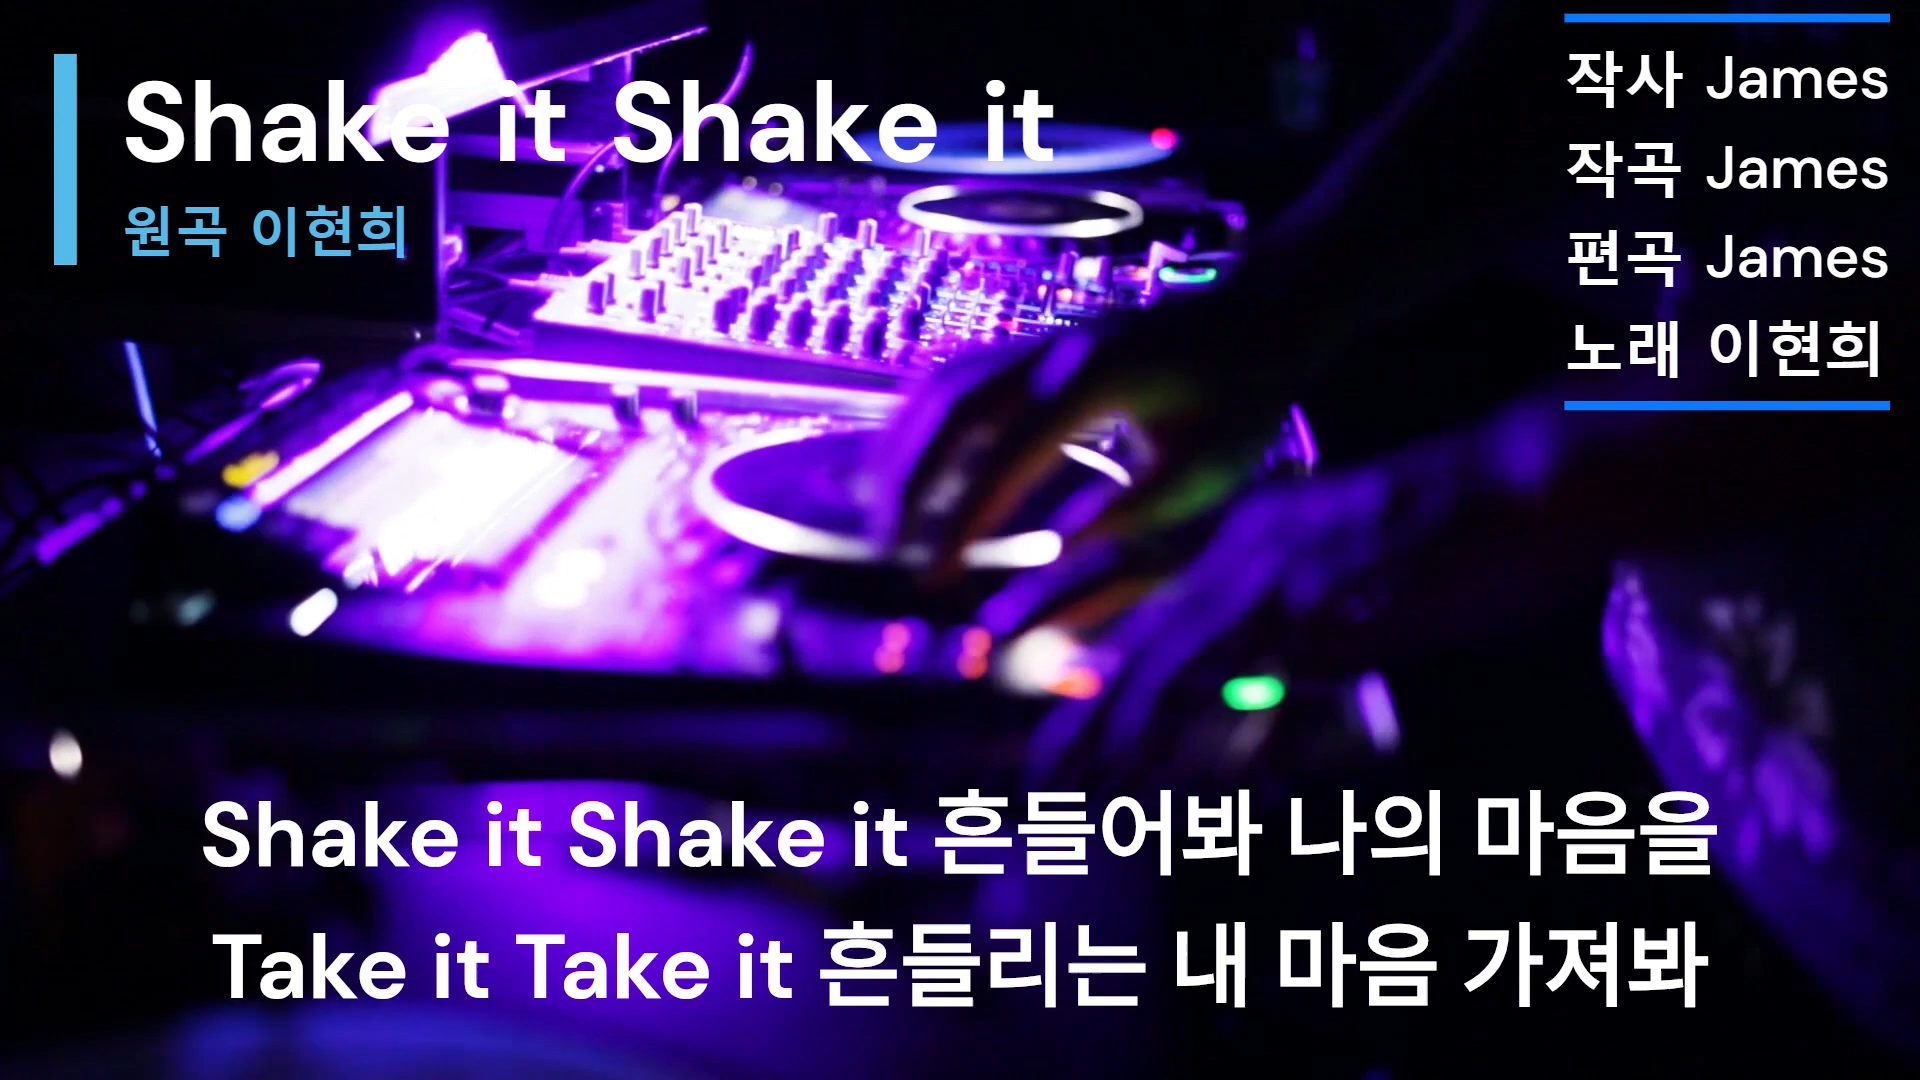 Shake it Shake it
원곡 이현희
작사 James
작곡 James
편곡 James
노래 이현희
Shake it Shake it 흔들어봐 나의 마음을
Take it Take it 흔들리는 내 마음 가져봐